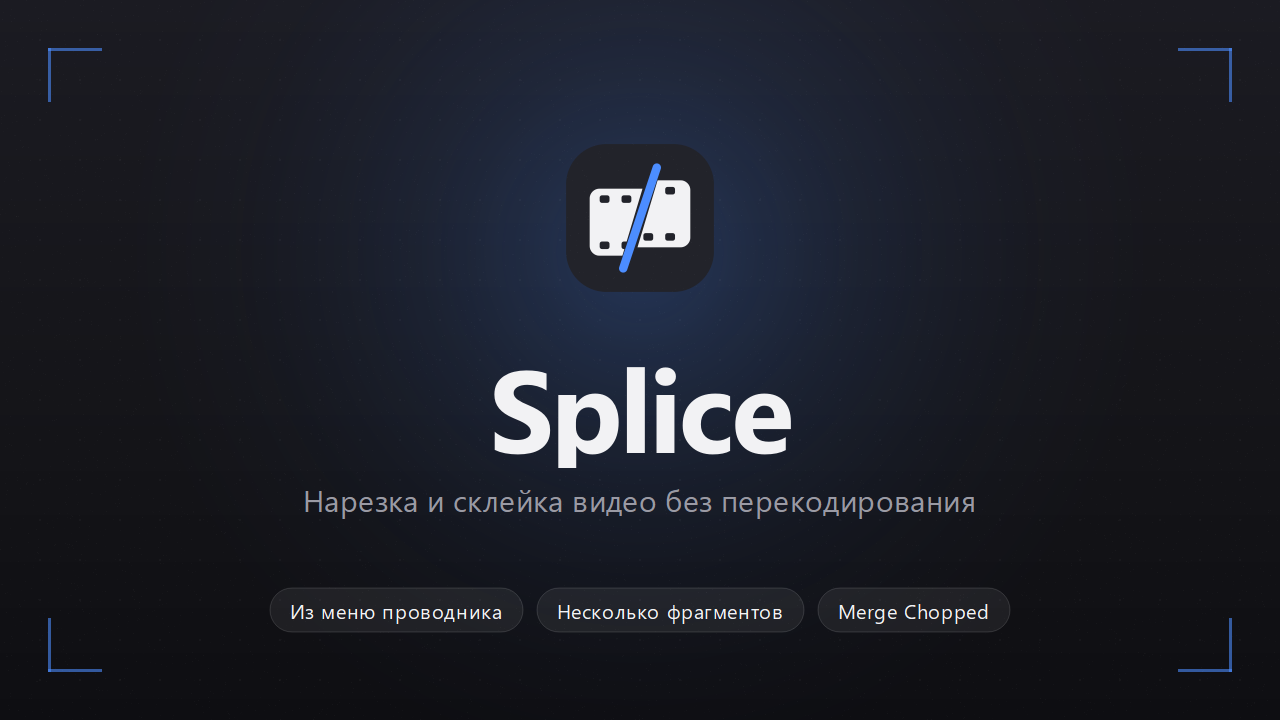 Splice
Нарезка и склейка видео без перекодирования
Из меню проводника
Несколько фрагментов
Merge Chopped